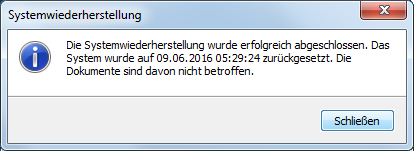 Systemwiederherstellung
Die Systemwiederherstellung wurde erfolgreich abgeschlossen. Das
System wurde auf 09.06.2016 05:29:24 zurückgesetzt. Die
Dokumente sind davon nicht betroffen.
Schließen